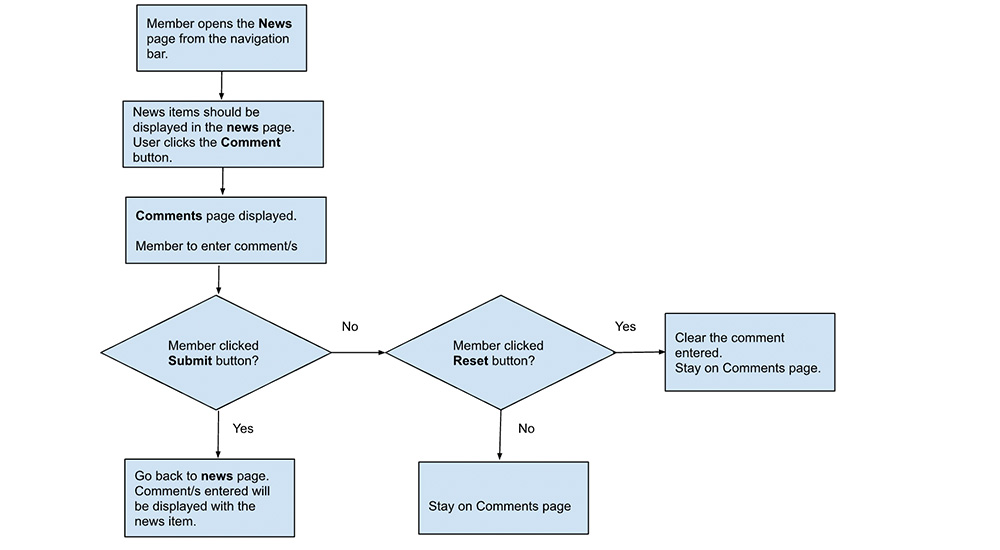 Member opens the News
page from the navigation
bar.
News items should be
displayed in the news page.
User clicks the Comment
button.
Comments page displayed.
Member to enter comment/s
Member clicked
Submit button?
No
Member clicked
Reset button?
Yes
Clear the comment
entered.
Stay on Comments page.
Yes
Go back to news page.
Comment/s entered will
be displayed with the
news item.
No
Stay on Comments page